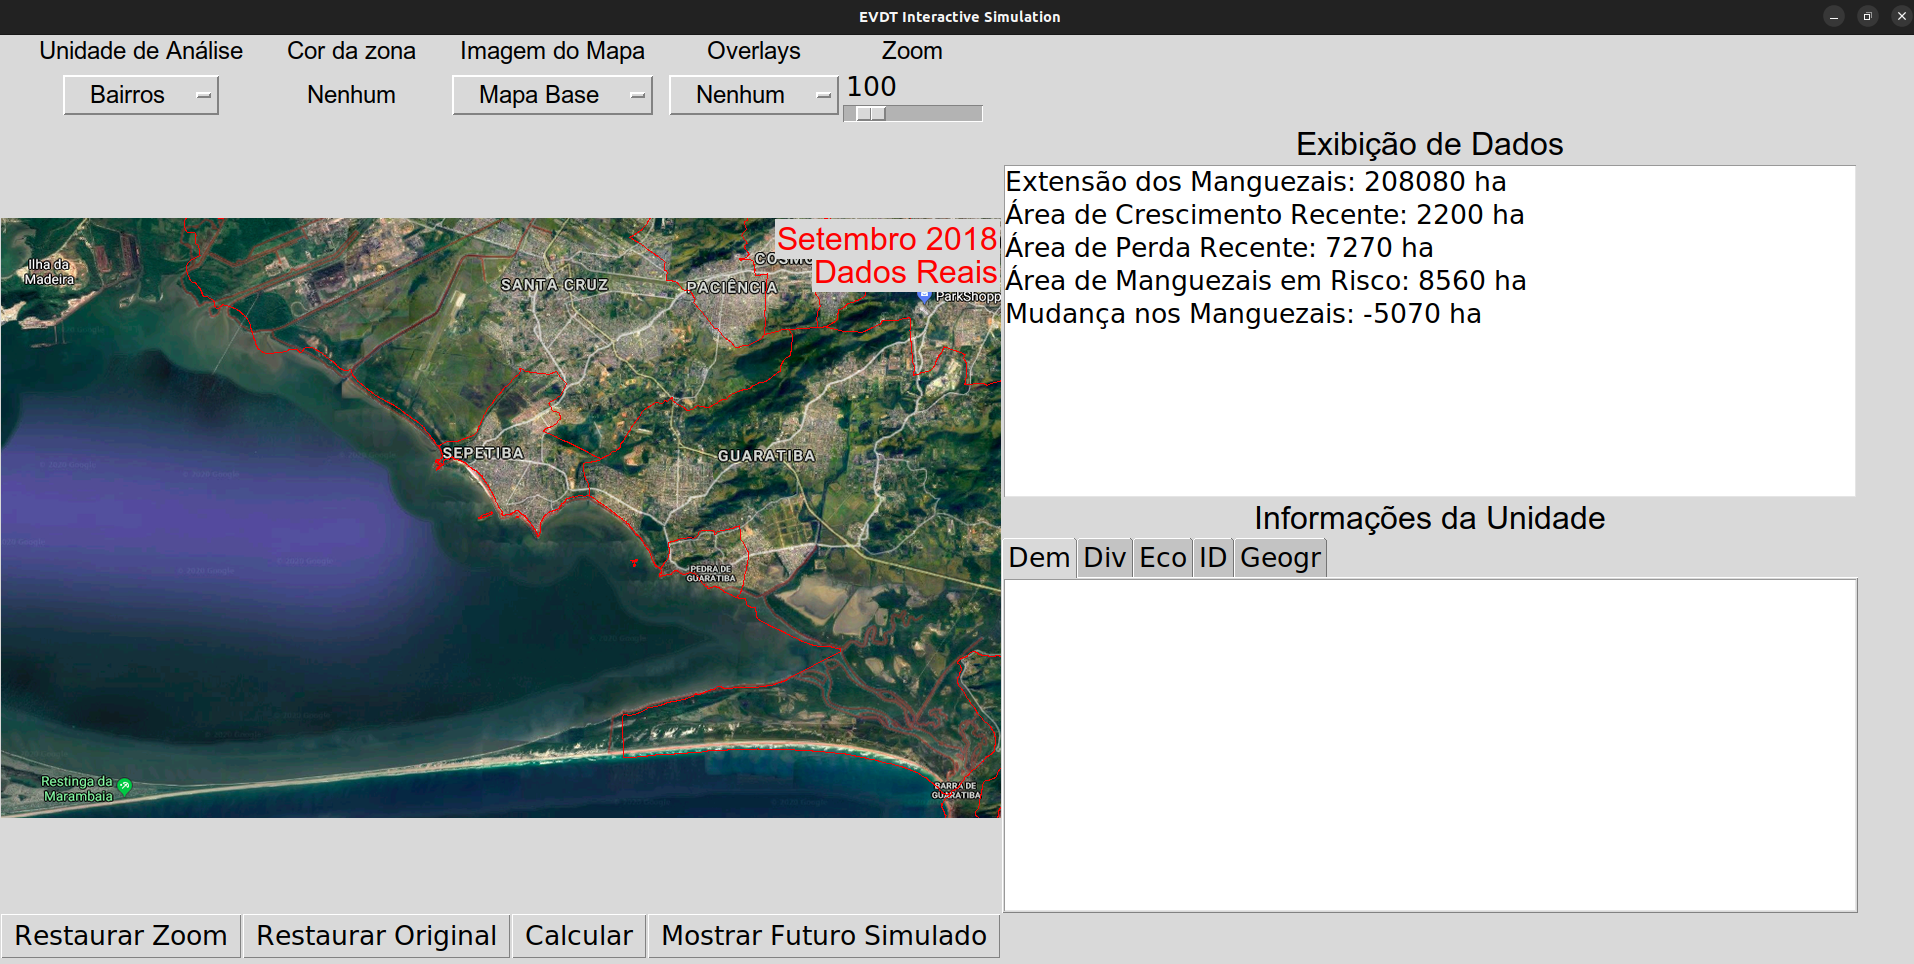 EVDT Interactive Simulation
Unidade de Análise
Cor da zona
Imagem do Mapa
Overlays
Zoom
Bairros
Nenhum
Mapa Base
Nenhum
100
Exibição de Dados
Extensão dos Manguezais: 208080 ha
Área de Crescimento Recente: 2200 ha
Área de Perda Recente: 7270 ha
Área de Manguezais em Risco: 8560 ha
Mudança nos Manguezais: -5070 ha
Setembro 2018
Dados Reais
Ilha da
Madeira
SANTA CRUZ
PACIÊNCIA
ParkShopp
SEPETIBA
GUARATIBA
PEDRA DE
GUARATIBA
Restinga da
Marambaia
BARRA DE
GUARATIBA
Informações da Unidade
Dem
Div
Eco
ID
Geogr
Restaurar Zoom
Restaurar Original
Calcular
Mostrar Futuro Simulado